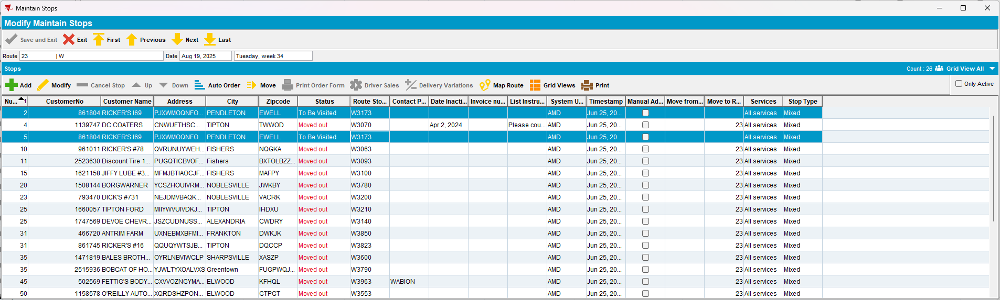 Maintain Stops
Modify Maintain Stops
Save and Exit Exit First Previous Next Last
Route 23 | W Date Aug 19, 2025 Tuesday, week 34
Stops Count : 26 Grid View All
Add Modify Cancel Stop Up Down Auto Order Move Print Order Form Driver Sales Delivery Variations Map Route Grid Views Print Only Active
Nu... 1 CustomerNo Customer Name Address City Zipcode Status Route Sto... Contact P... Date Inacti... Invoice nu... List Instru... System U... Timestamp Manual Ad... Move from... Move to R... Services Stop Type
2 861804 RICKER'S I69 PJXWMOQNFO... PENDLETON EWELL To Be Visited W3173 AMD Jun 25, 20... All services Mixed
4 1139747 DC COATERS CNWUFTHSC... TIPTON TWWOD Moved out W3070 Apr 2, 2024 Please cou... AMD Jun 25, 20... 23 All services Mixed
5 861804 RICKER'S I69 PJXWMOQNFO... PENDLETON EWELL To Be Visited W3173 AMD Jun 25, 20... All services Mixed
10 961011 RICKER'S #78 QVRUNUYWEH... FISHERS NQGKA Moved out W3063 AMD Jun 25, 20... 23 All services Mixed
11 2523630 Discount Tire 1... PUGQTICBVOF... Fishers BXTOLBZZ... Moved out W3093 AMD Jun 25, 20... 23 All services Mixed
15 1621158 JIFFY LUBE #3... MFMJBTIAOCJF... FISHERS MAFPY Moved out W3100 AMD Jun 25, 20... 23 All services Mixed
20 1508144 BORGWARNER YCSZHOUIVRM... NOBLESVILLE JWKBY Moved out W3780 AMD Jun 25, 20... 23 All services Mixed
23 793470 DICK'S #731 NEJDMVBAQK... NOBLESVILLE VACRK Moved out W3200 AMD Jun 25, 20... 23 All services Mixed
25 1660057 TIPTON FORD MIIYWVUIVDKJ... TIPTON IHDXU Moved out W3210 AMD Jun 25, 20... 23 All services Mixed
25 1747569 DEVOE CHEVR... JSZCUDNUSS... ALEXANDRIA CWDRY Moved out W3140 AMD Jun 25, 20... 23 All services Mixed
31 466720 ANTRIM FARM UXNEBMXBFMI... FRANKTON DWKJK Moved out W3850 AMD Jun 25, 20... 23 All services Mixed
31 861745 RICKER'S #16 QQUQYWTSJB... TIPTON DQCCP Moved out W3823 AMD Jun 25, 20... 23 All services Mixed
35 1471819 BALES BROTH... OYRLNBVIWCLP SHARPSVILLE XASZP Moved out W3600 AMD Jun 25, 20... 23 All services Mixed
35 2515936 BOBCAT OF HO... YJWLTYXOALVXS Greentown FUGPWQJ... Moved out W3790 AMD Jun 25, 20... 23 All services Mixed
45 502569 FETTIG'S BODY... CXVVOZNGYMA... ELWOOD KFHQL Moved out W3963 WABION AMD Jun 25, 20... 23 All services Mixed
50 1158578 O'REILLY AUTO... XQRDSHZPON... ELWOOD GTPGT Moved out W3553 AMD Jun 25, 20... 23 All services Mixed